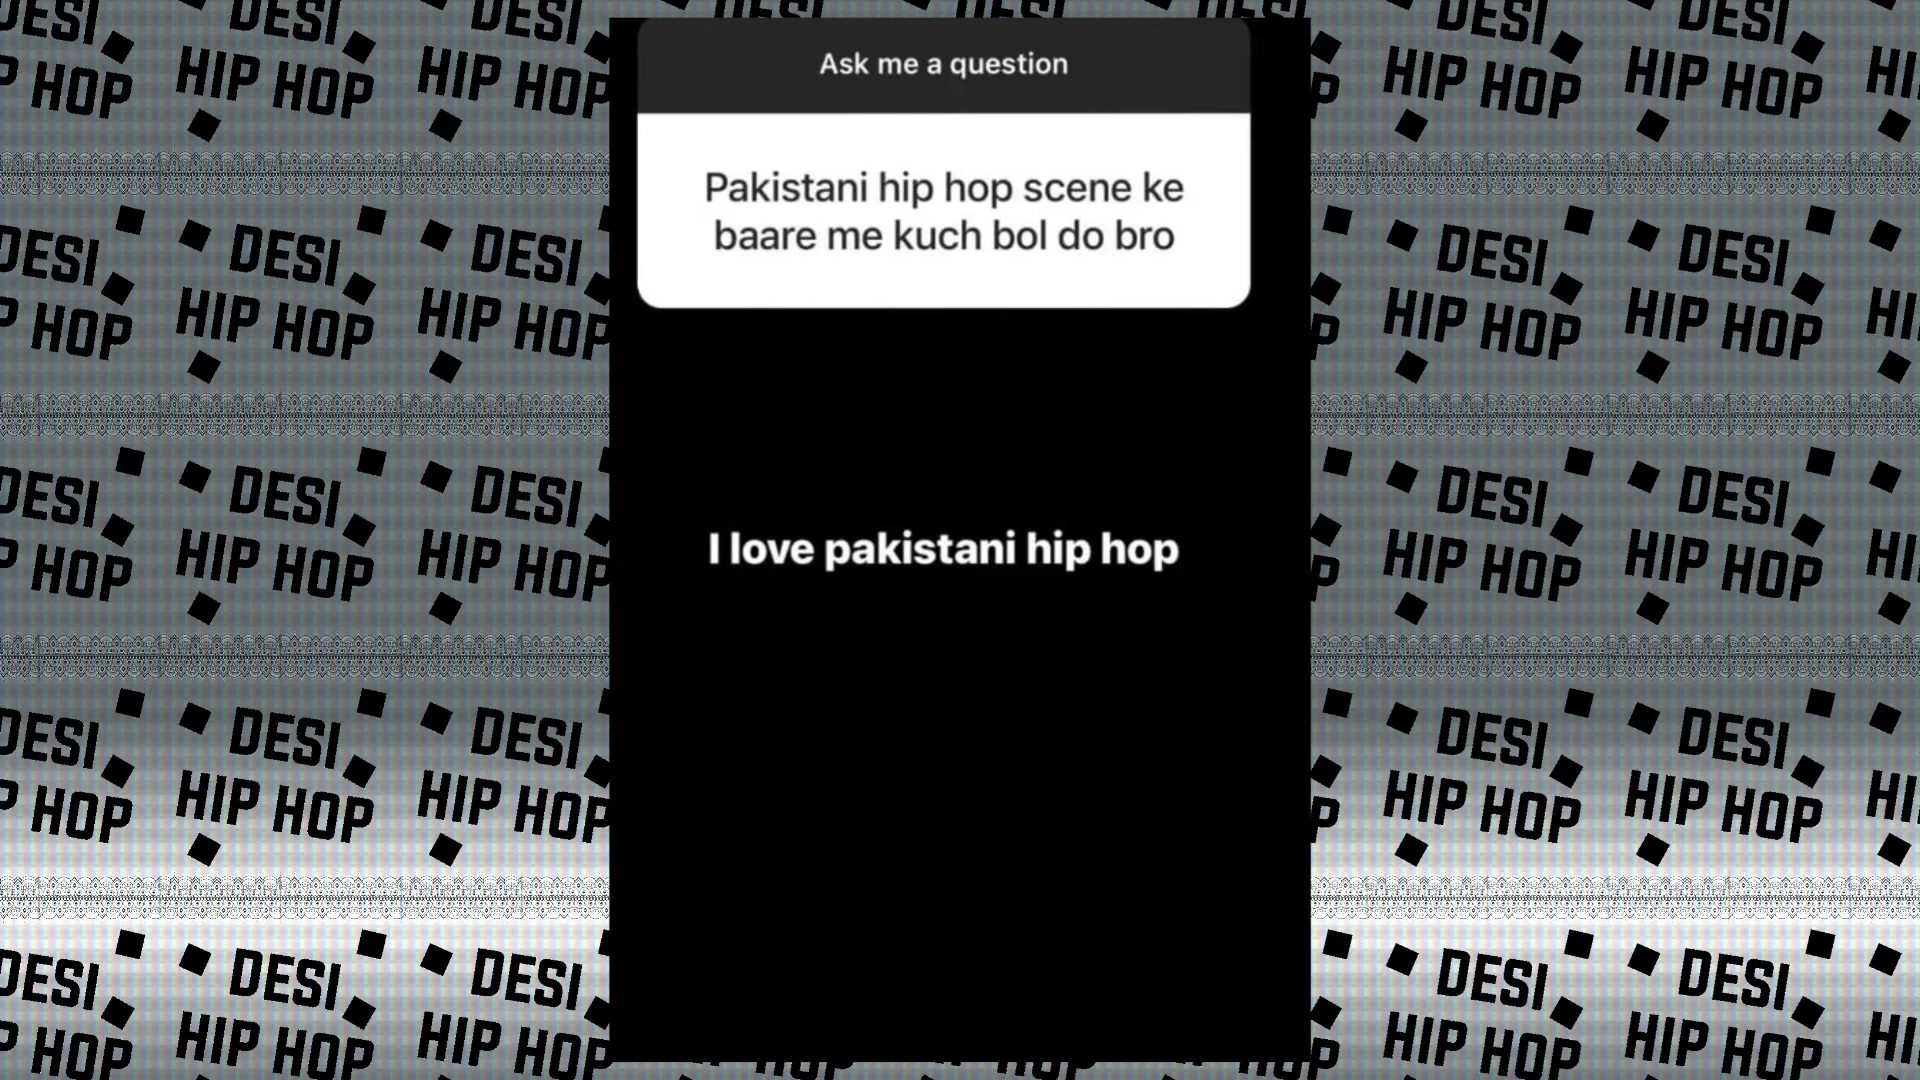 Ask me a question
Pakistani hip hop scene ke
baare me kuch bol do bro
I love pakistani hip hop
DESI
HIP HOP